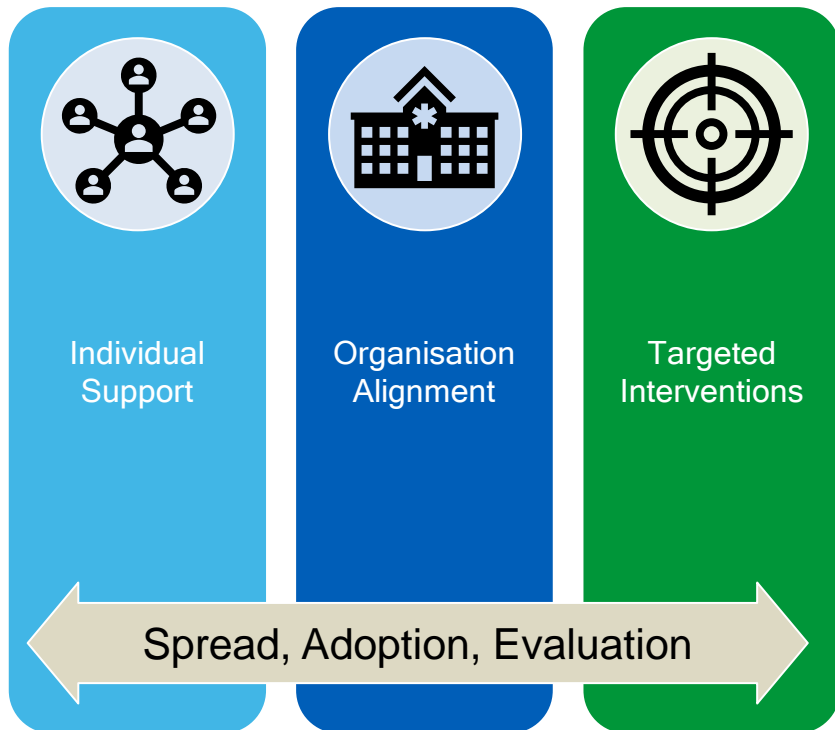 Individual
Support
Organisation
Alignment
Targeted
Interventions
Spread, Adoption, Evaluation